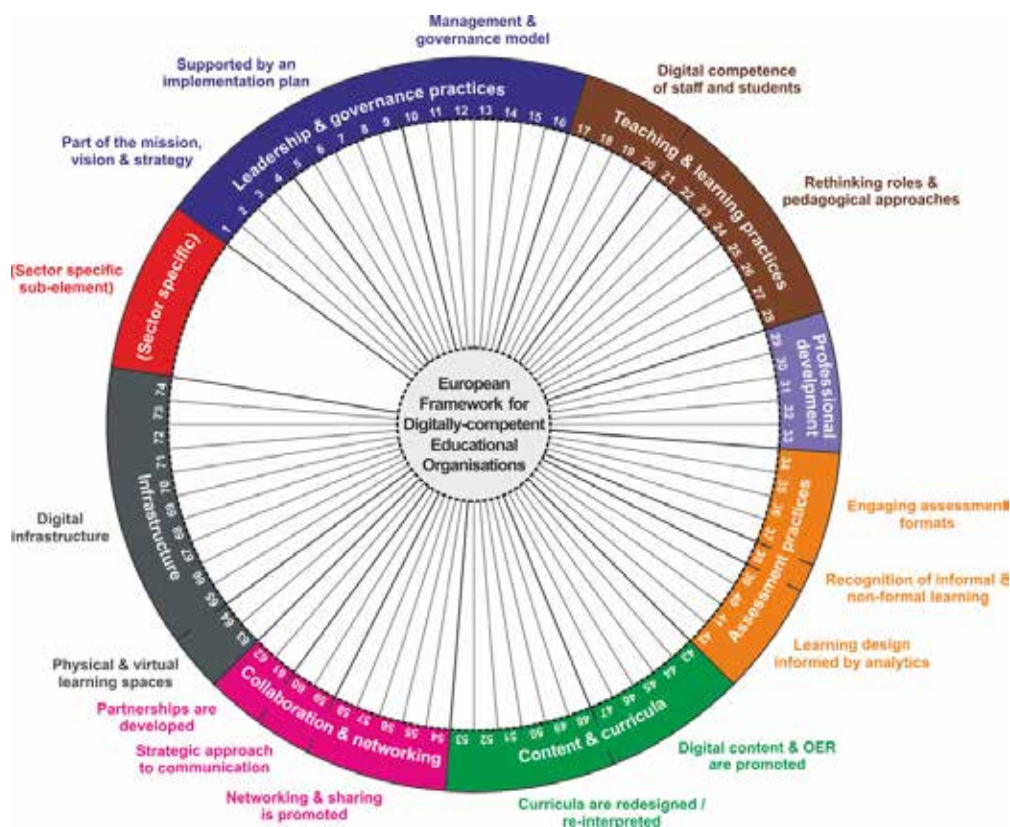 Management &
governance model
Supported by an
implementation plan
Part of the mission,
vision & strategy
(Sector specific
sub-element)
Digital competence
of staff and students
Rethinking roles &
pedagogical approaches
Leadership & governance practices
1 2 3 4 5 6 7 8 9 10 11 12 13 14 15 16
Teaching & learning practices
17 18 19 20 21 22 23 24 25 26 27 28
Professional
develpment
29 30 31 32 33
Assessment practices
34 35 36 37 38 39 40 41 42
Engaging assessment
formats
Recognition of informal &
non-formal learning
Learning design
informed by analytics
Content & curricula
43 44 45 46 47 48 49 50 51 52 53
Digital content & OER
are promoted
Curricula are redesigned /
re-interpreted
Collaboration & networking
54 55 56 57 58 59 60 61 62
Networking & sharing
is promoted
Strategic approach
to communication
Partnerships are
developed
Infrastructure
63 64 65 66 67 68 69 70 71 72 73 74
Physical & virtual
learning spaces
Digital
infrastructure
(Sector specific)
European
Framework for
Digitally-competent
Educational
Organisations